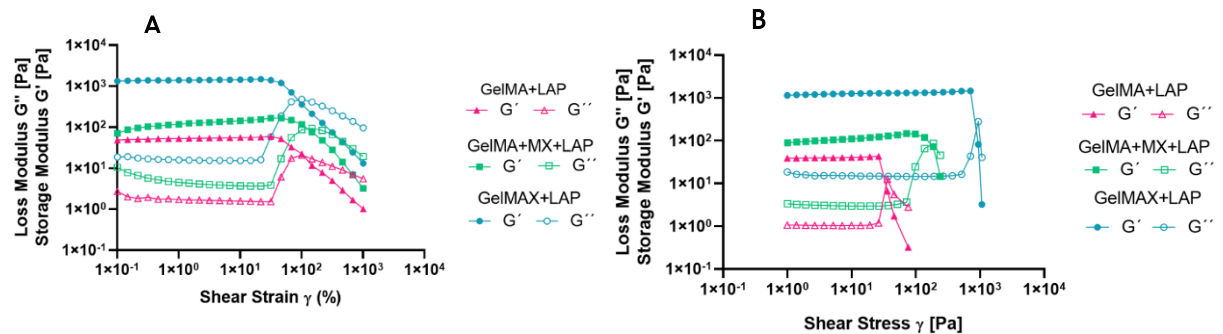 A
Loss Modulus G'' [Pa]
Storage Modulus G' [Pa]
1×10⁴
1×10³
1×10²
1×10¹
1×10⁰
1×10⁻¹
1×10⁻¹ 1×10⁰ 1×10¹ 1×10² 1×10³ 1×10⁴
Shear Strain γ (%)
GelMA+LAP
G´ G´´
GelMA+MX+LAP
G´ G´´
GelMAX+LAP
G´ G´´
B
Loss Modulus G'' [Pa]
Storage Modulus G' [Pa]
1×10⁴
1×10³
1×10²
1×10¹
1×10⁰
1×10⁻¹
1×10⁻¹ 1×10⁰ 1×10¹ 1×10² 1×10³ 1×10⁴
Shear Stress γ [Pa]
GelMA+LAP
G´ G´´
GelMA+MX+LAP
G´ G´´
GelMAX+LAP
G´ G´´